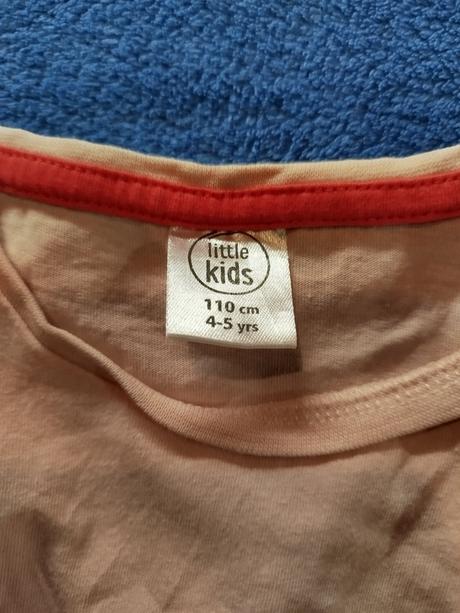 little
kids
110 cm
4-5 yrs